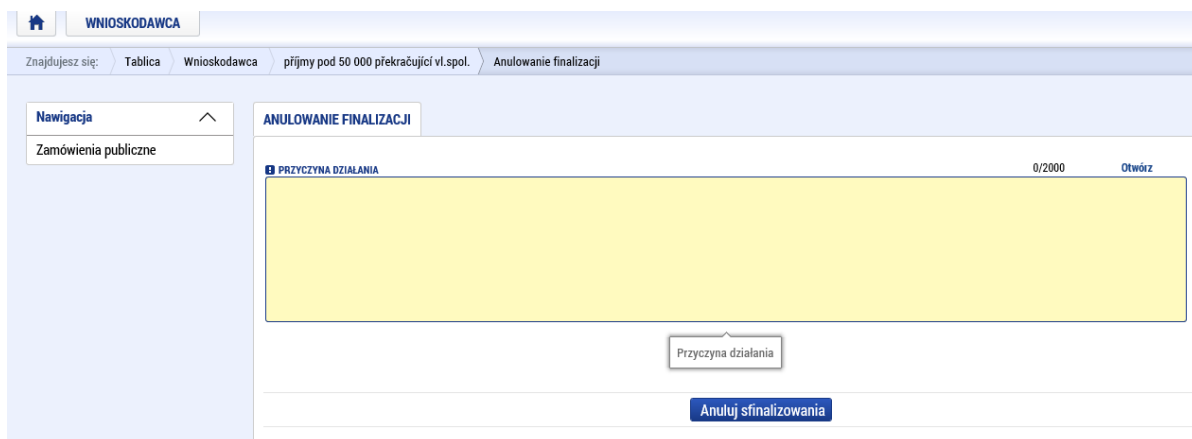 WNIOSKODAWCA
Znajdujesz się: Tablica Wnioskodawca příjmy pod 50 000 překračující vl.spol. Anulowanie finalizacji
Nawigacja
Zamówienia publiczne
ANULOWANIE FINALIZACJI
PRZYCZYNA DZIAŁANIA 0/2000 Otwórz
Przyczyna działania
Anuluj sfinalizowania